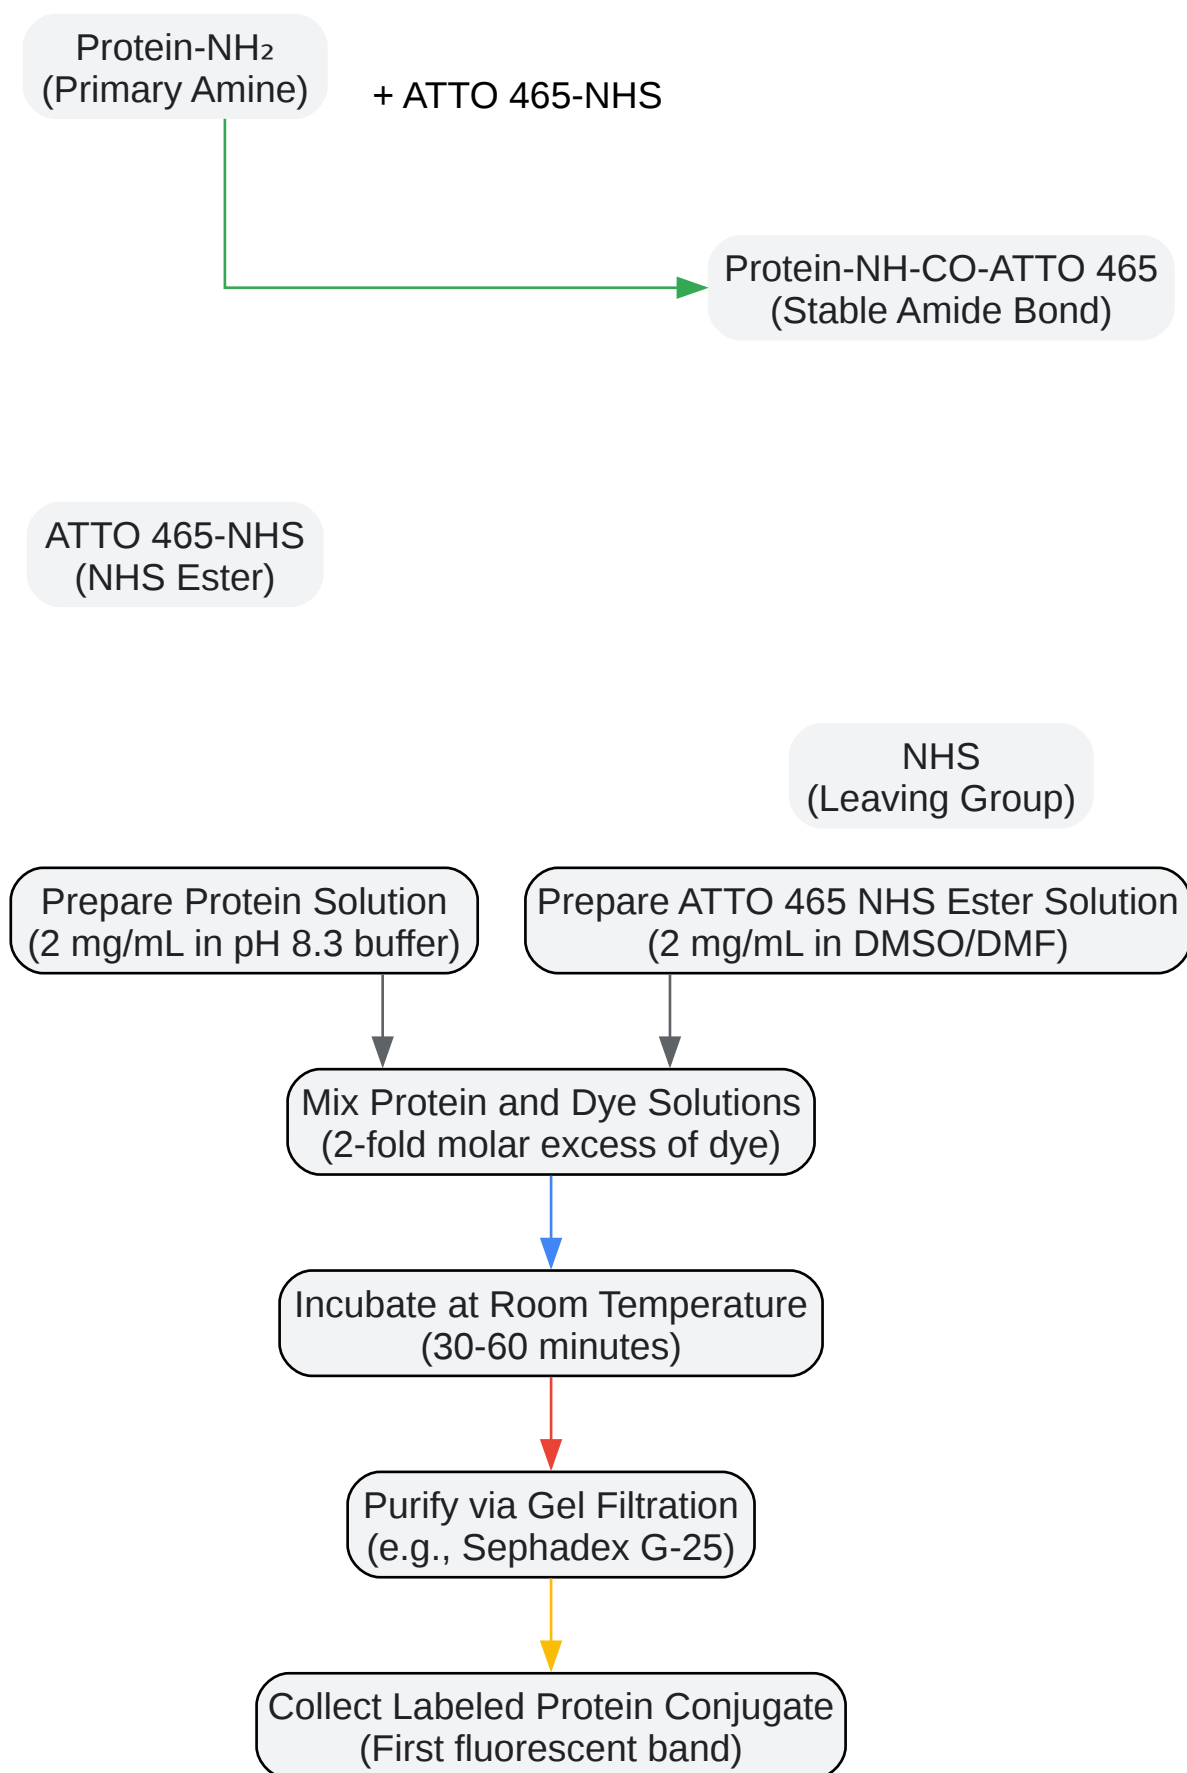 Protein-NH₂
(Primary Amine)
+ ATTO 465-NHS
Protein-NH-CO-ATTO 465
(Stable Amide Bond)
ATTO 465-NHS
(NHS Ester)
NHS
(Leaving Group)
Prepare Protein Solution
(2 mg/mL in pH 8.3 buffer)
Prepare ATTO 465 NHS Ester Solution
(2 mg/mL in DMSO/DMF)
Mix Protein and Dye Solutions
(2-fold molar excess of dye)
Incubate at Room Temperature
(30-60 minutes)
Purify via Gel Filtration
(e.g., Sephadex G-25)
Collect Labeled Protein Conjugate
(First fluorescent band)